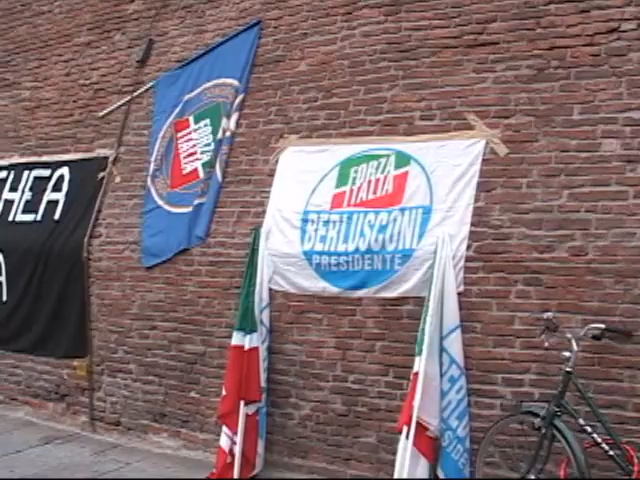 HEA
A
FORZA
ITALIA
FORZA
ITALIA
BERLUSCONI
PRESIDENTE